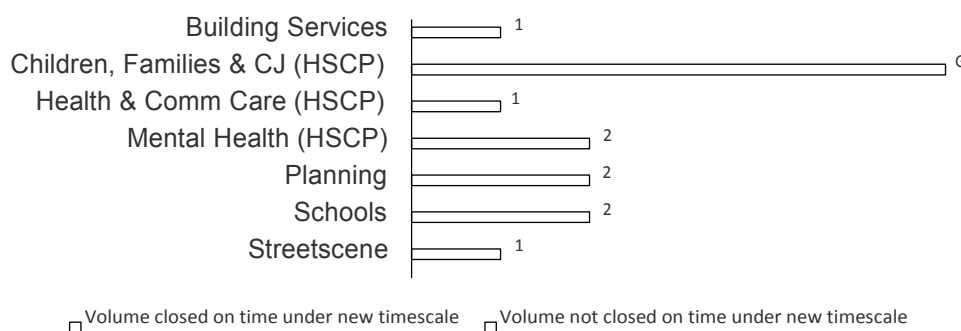 Building Services 1
Children, Families & CJ (HSCP)
Health & Comm Care (HSCP) 1
Mental Health (HSCP) 2
Planning 2
Schools 2
Streetscene 1
Volume closed on time under new timescale Volume not closed on time under new timescale